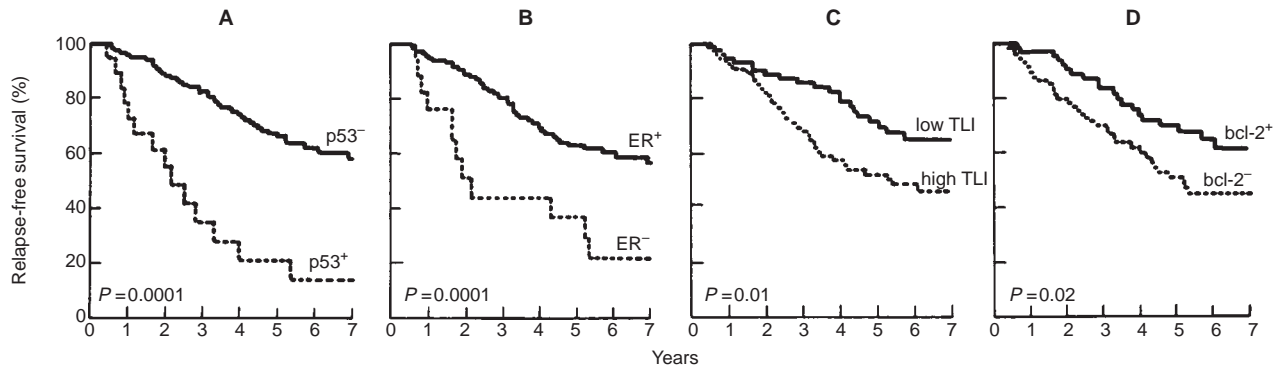 A
B
C
D
Relapse-free survival (%)
100
80
60
40
20
0
p53⁻
p53⁺
P=0.0001
0 1 2 3 4 5 6 7
ER⁺
ER⁻
P=0.0001
0 1 2 3 4 5 6 7
low TLI
high TLI
P=0.01
0 1 2 3 4 5 6 7
bcl-2⁺
bcl-2⁻
P=0.02
0 1 2 3 4 5 6 7
Years